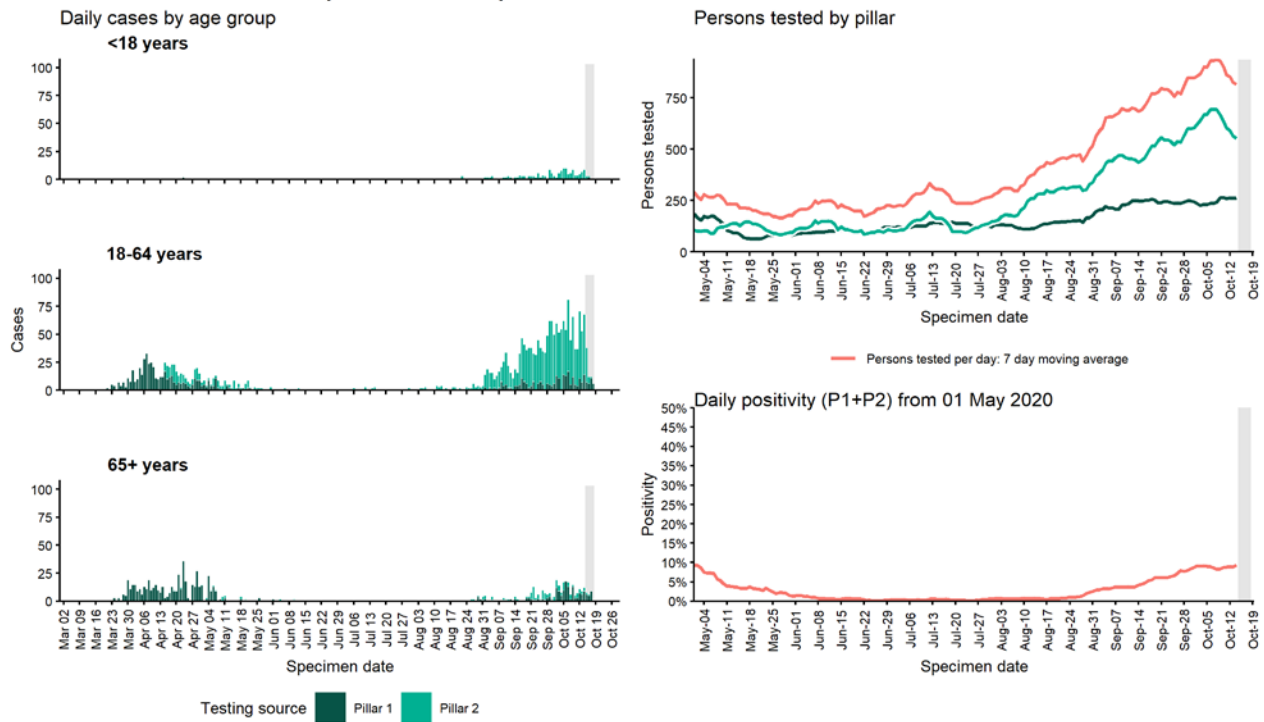 Daily cases by age group
<18 years
100
75
50
25
0
18-64 years
100
75
50
25
0
Cases
65+ years
100
75
50
25
0
Mar 02
Mar 09
Mar 16
Mar 23
Mar 30
Apr 06
Apr 13
Apr 20
Apr 27
May 04
May 11
May 18
May 25
Jun 01
Jun 08
Jun 15
Jun 22
Jun 29
Jul 06
Jul 13
Jul 20
Jul 27
Aug 03
Aug 10
Aug 17
Aug 24
Aug 31
Sep 07
Sep 14
Sep 21
Sep 28
Oct 05
Oct 12
Oct 19
Oct 26
Specimen date
Testing source Pillar 1 Pillar 2
Persons tested by pillar
Persons tested
750
500
250
0
May-04
May-11
May-18
May-25
Jun-01
Jun-08
Jun-15
Jun-22
Jun-29
Jul-06
Jul-13
Jul-20
Jul-27
Aug-03
Aug-10
Aug-17
Aug-24
Aug-31
Sep-07
Sep-14
Sep-21
Sep-28
Oct-05
Oct-12
Oct-19
Specimen date
Persons tested per day: 7 day moving average
Daily positivity (P1+P2) from 01 May 2020
Positivity
50%
45%
40%
35%
30%
25%
20%
15%
10%
5%
0%
May-04
May-11
May-18
May-25
Jun-01
Jun-08
Jun-15
Jun-22
Jun-29
Jul-06
Jul-13
Jul-20
Jul-27
Aug-03
Aug-10
Aug-17
Aug-24
Aug-31
Sep-07
Sep-14
Sep-21
Sep-28
Oct-05
Oct-12
Oct-19
Specimen date